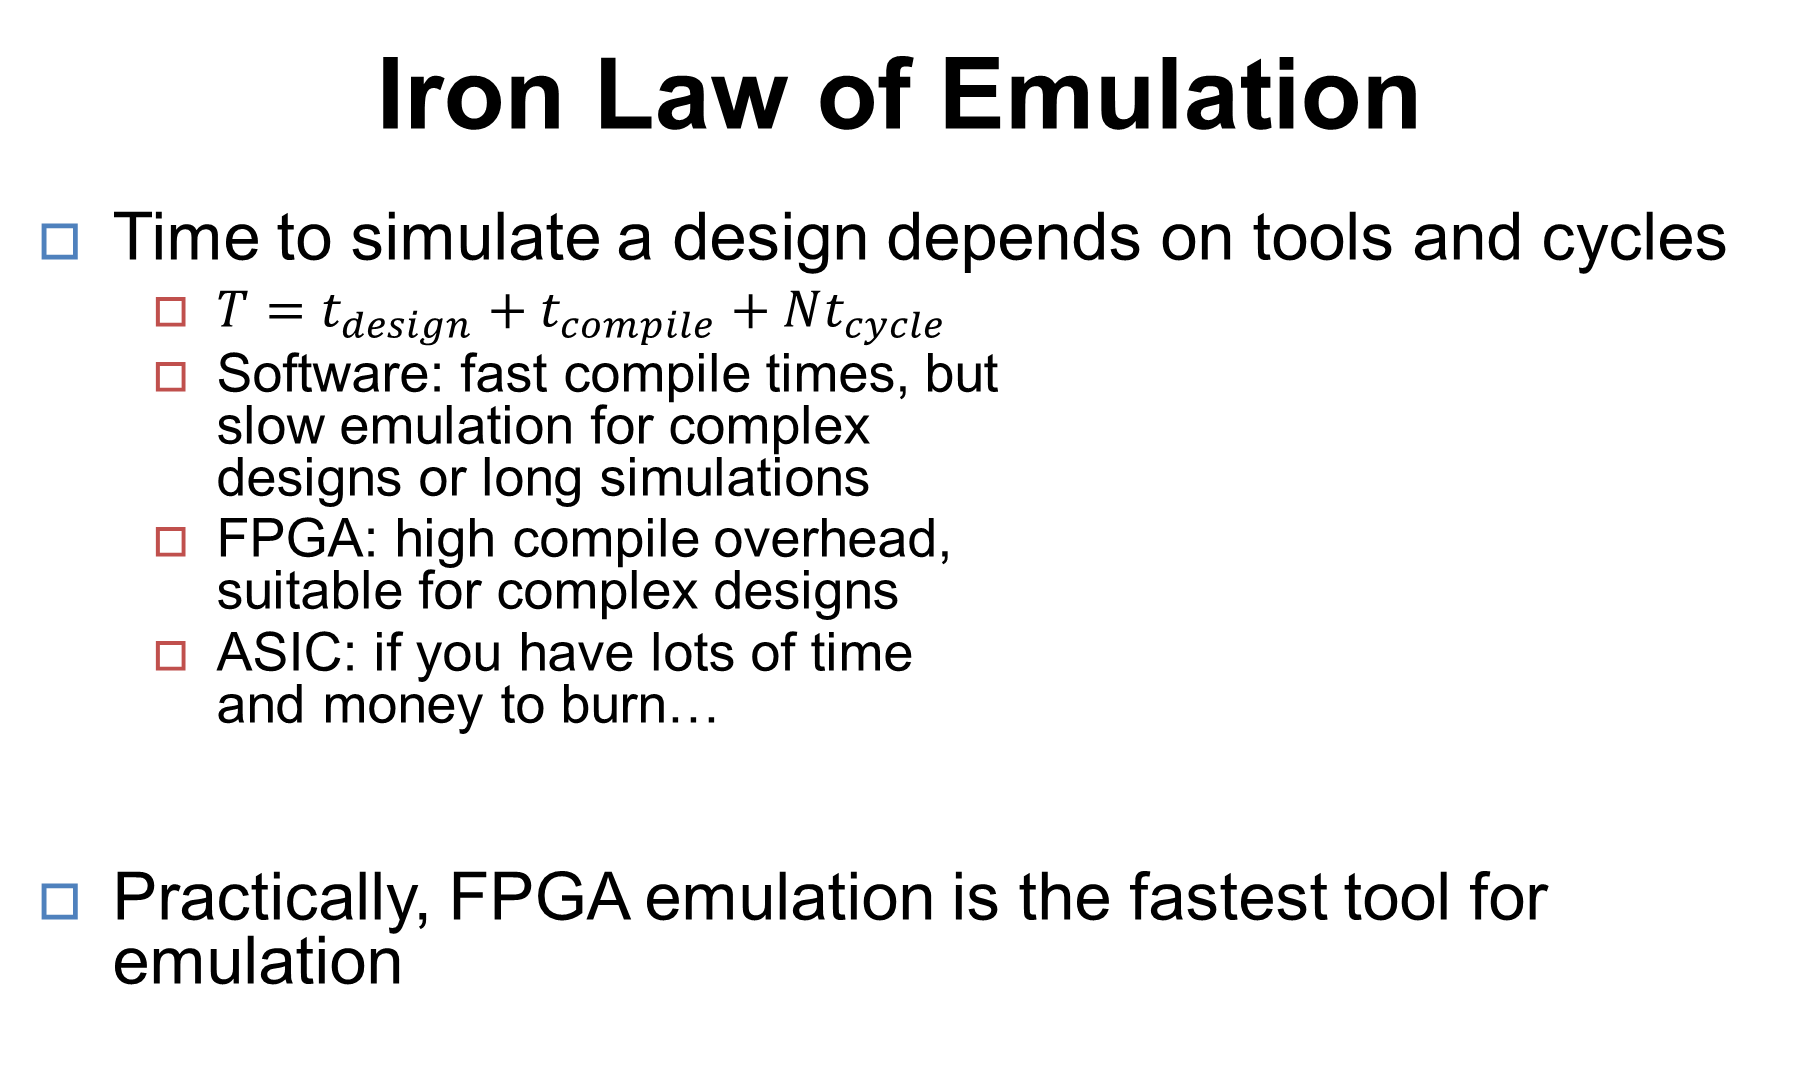 Iron Law of Emulation
Time to simulate a design depends on tools and cycles
T = t_design + t_compile + Nt_cycle
Software: fast compile times, but
slow emulation for complex
designs or long simulations
FPGA: high compile overhead,
suitable for complex designs
ASIC: if you have lots of time
and money to burn…
Practically, FPGA emulation is the fastest tool for
emulation